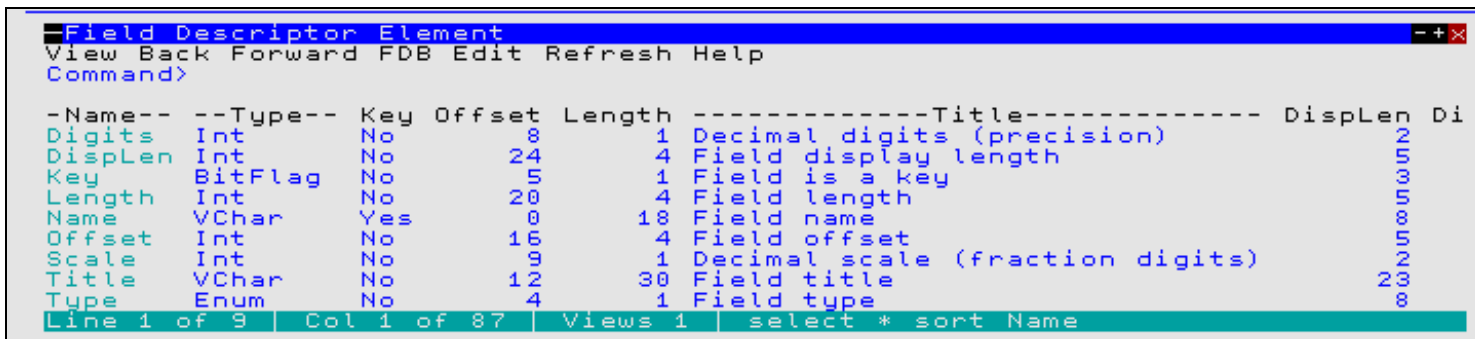 Field Descriptor Element
View Back Forward FDB Edit Refresh Help
Command>
-Name-- --Type-- Key Offset Length -------------Title------------- DispLen Di
Digits Int No 8 1 Decimal digits (precision) 2
DispLen Int No 24 4 Field display length 5
Key BitFlag No 5 1 Field is a key 3
Length Int No 20 4 Field length 5
Name VChar Yes 0 18 Field name 8
Offset Int No 16 4 Field offset 5
Scale Int No 9 1 Decimal scale (fraction digits) 2
Title VChar No 12 30 Field title 23
Type Enum No 4 1 Field type 8
Line 1 of 9 | Col 1 of 87 | Views 1 | select * sort Name